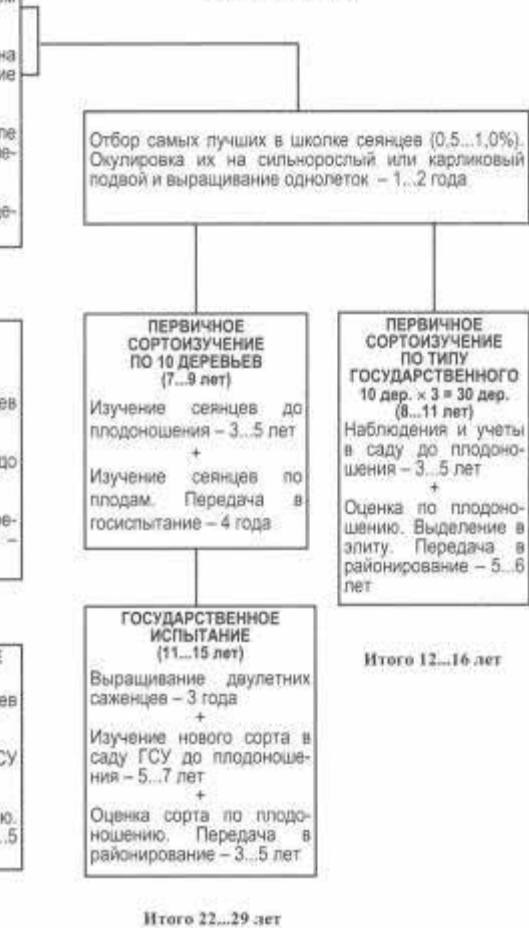 на
ие
Отбор самых лучших в школке сеянцев (0,5...1,0%).
Окулировка их на сильнорослый или карликовый
подвой и выращивание однолеток – 1...2 года
ПЕРВИЧНОЕ
СОРТОИЗУЧЕНИЕ
ПО 10 ДЕРЕВЬЕВ
(7...9 лет)
Изучение сеянцев до
плодоношения – 3...5 лет
+
Изучение сеянцев по
плодам. Передача в
госиспытание – 4 года
ПЕРВИЧНОЕ
СОРТОИЗУЧЕНИЕ
ПО ТИПУ
ГОСУДАРСТВЕННОГО
10 дер. × 3 = 30 дер.
(8...11 лет)
Наблюдения и учеты
в саду до плодоно-
шения – 3...5 лет
+
Оценка по плодоно-
шению. Выделение в
элиту. Передача в
районирование – 5...6
лет
ГОСУДАРСТВЕННОЕ
ИСПЫТАНИЕ
(11...15 лет)
Выращивание двулетних
саженцев – 3 года
+
Изучение нового сорта в
саду ГСУ до плодоноше-
ния – 5...7 лет
+
Оценка сорта по плодо-
ношению. Передача в
районирование – 3...5 лет
Итого 12...16 лет
Итого 22...29 лет